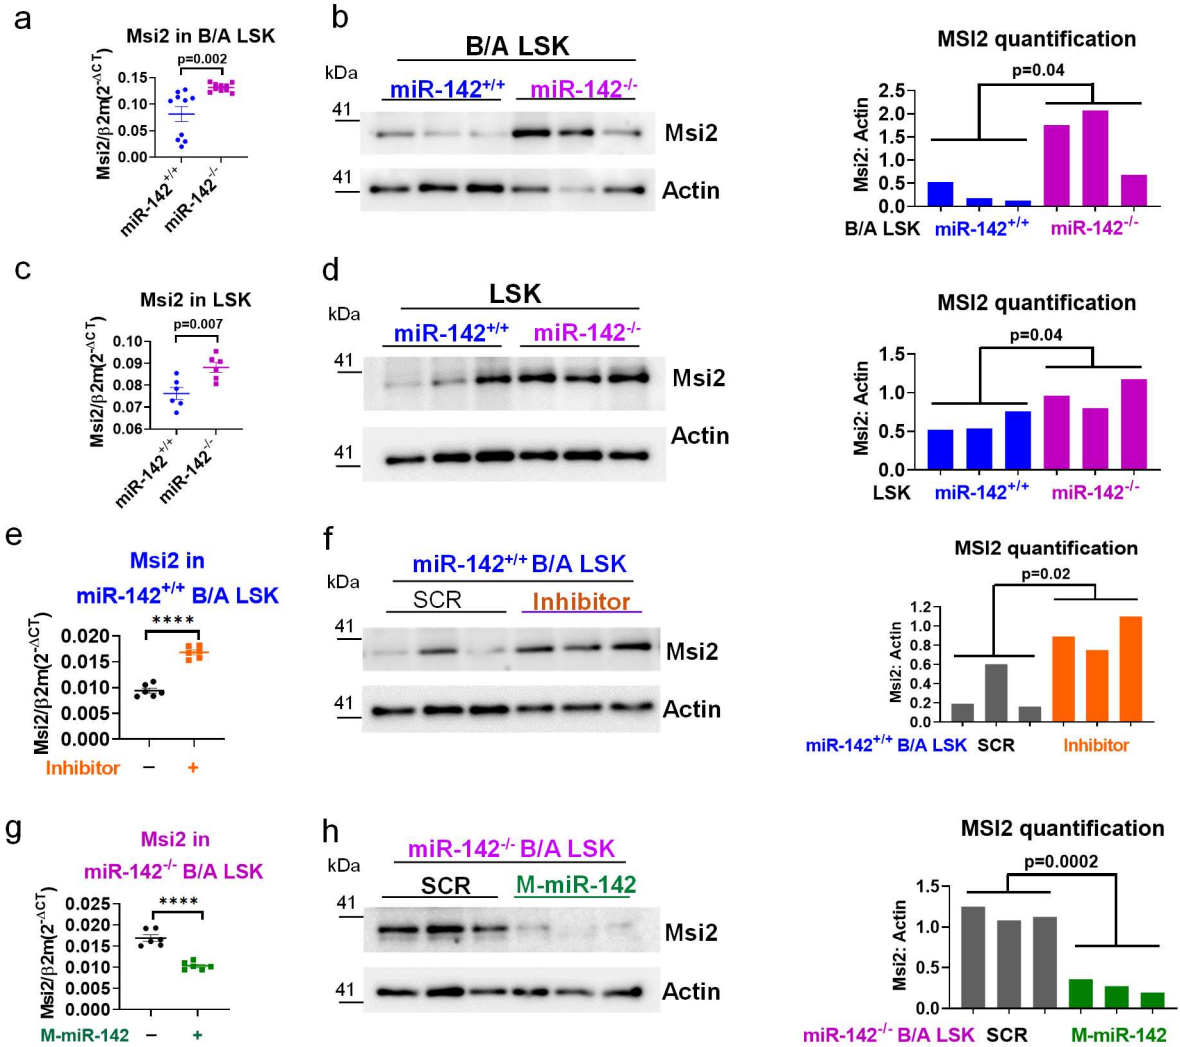 a
Msi2 in B/A LSK
p=0.002
Msi2/β2m(2^-ΔCT)
0.15
0.10
0.05
0.00
miR-142+/+
miR-142-/-
b
B/A LSK
kDa
miR-142+/+ miR-142-/-
41
Msi2
41
Actin
MSI2 quantification
p=0.04
Msi2: Actin
2.5
2.0
1.5
1.0
0.5
0.0
B/A LSK miR-142+/+ miR-142-/-
c
Msi2 in LSK
p=0.007
Msi2/β2m(2^-ΔCT)
0.10
0.09
0.08
0.07
0.06
miR-142+/+
miR-142-/-
d
LSK
kDa
miR-142+/+ miR-142-/-
41
Msi2
Actin
41
MSI2 quantification
p=0.04
Msi2: Actin
1.5
1.0
0.5
0.0
LSK miR-142+/+ miR-142-/-
e
Msi2 in
miR-142+/+ B/A LSK
****
Msi2/β2m(2^-ΔCT)
0.020
0.015
0.010
0.005
0.000
Inhibitor − +
f
miR-142+/+ B/A LSK
kDa
SCR Inhibitor
41
Msi2
41
Actin
MSI2 quantification
p=0.02
Msi2: Actin
1.2
1.0
0.8
0.6
0.4
0.2
0.0
miR-142+/+ B/A LSK SCR Inhibitor
g
Msi2 in
miR-142-/- B/A LSK
****
Msi2/β2m(2^-ΔCT)
0.025
0.020
0.015
0.010
0.005
0.000
M-miR-142 − +
h
miR-142-/- B/A LSK
kDa
SCR M-miR-142
41
Msi2
41
Actin
MSI2 quantification
p=0.0002
Msi2: Actin
1.5
1.0
0.5
0.0
miR-142-/- B/A LSK SCR M-miR-142